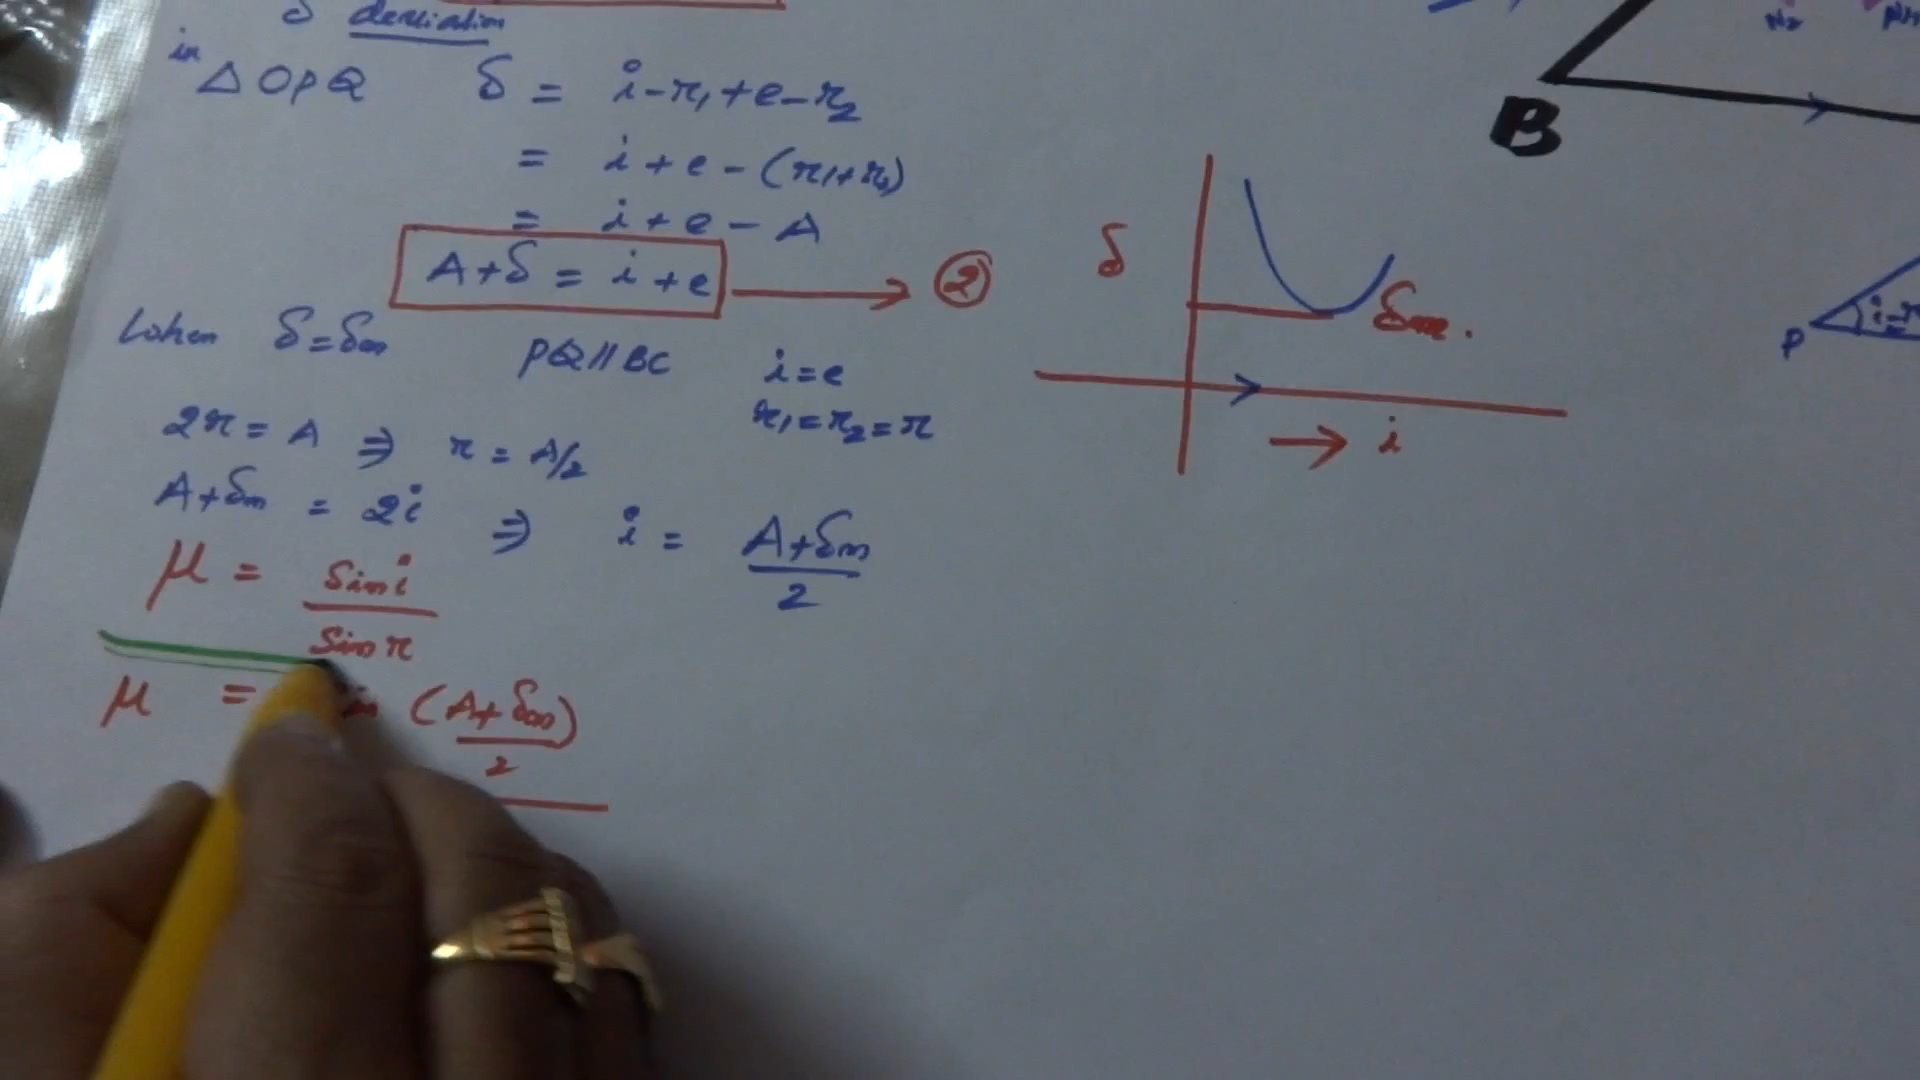 δ deviation
in △OPQ δ = i - r₁ + e - r₂
= i + e - (r₁ + r₂)
= i + e - A
A + δ = i + e → ②
When δ = δm PQ // BC i = e
r₁ = r₂ = r
2r = A ⇒ r = A/2
A + δm = 2i ⇒ i = (A + δm)/2
μ = sin i / sin r
μ = (A + δm)/2
δ
δm.
→ i
B
P